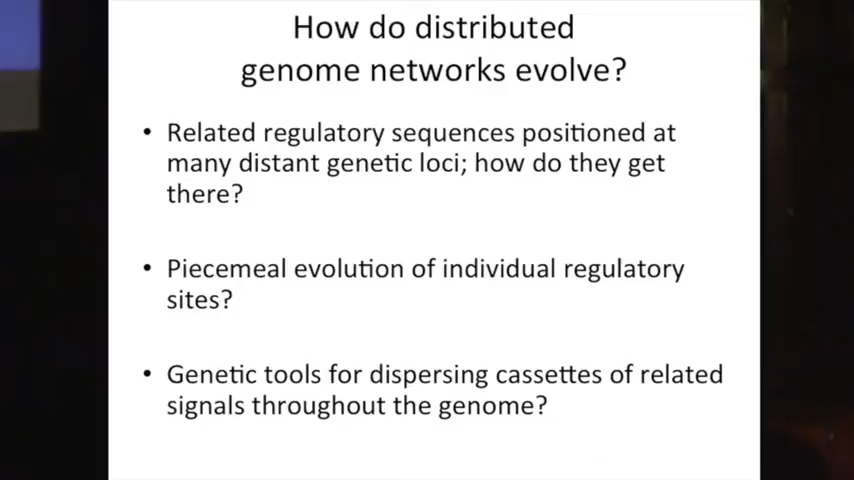 How do distributed
genome networks evolve?
• Related regulatory sequences positioned at
many distant genetic loci; how do they get
there?
• Piecemeal evolution of individual regulatory
sites?
• Genetic tools for dispersing cassettes of related
signals throughout the genome?